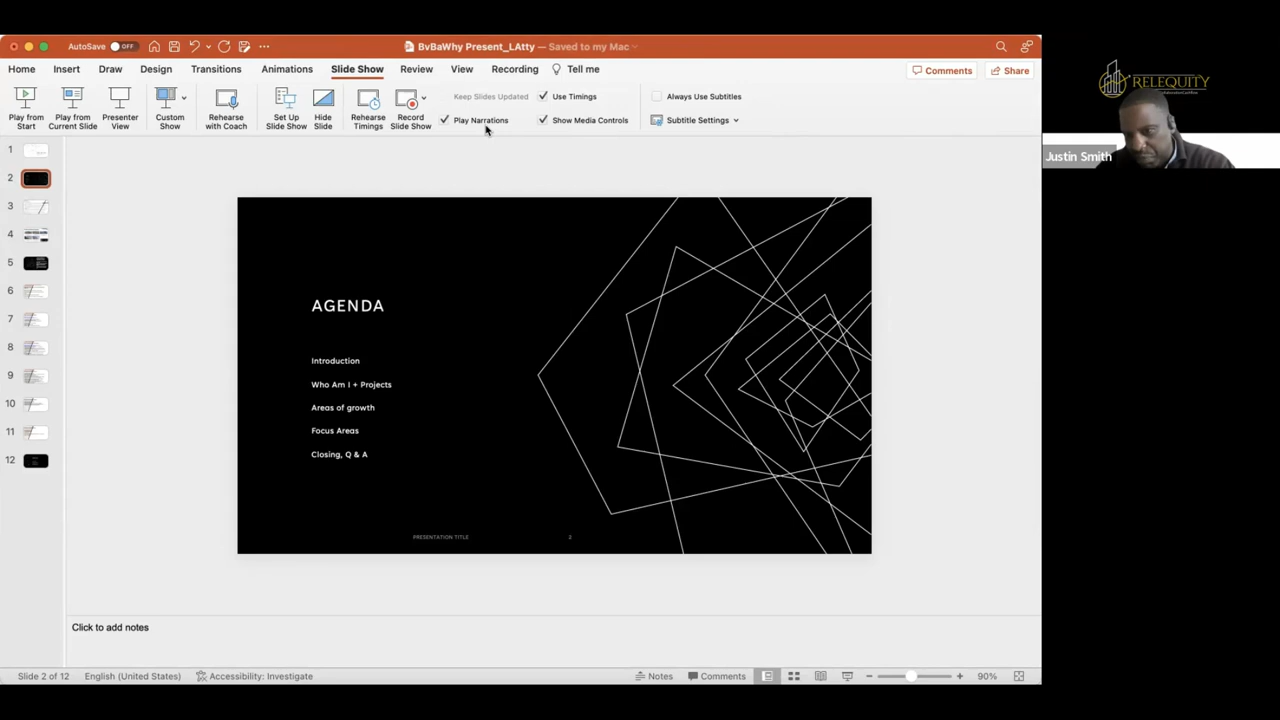 AutoSave OFF
BvBaWhy Present_LAtty — Saved to my Mac
Home Insert Draw Design Transitions Animations Slide Show Review View Recording Tell me
Comments Share
Play from Start
Play from Current Slide
Presenter View
Custom Show
Rehearse with Coach
Set Up Slide Show
Hide Slide
Rehearse Timings
Record Slide Show
Keep Slides Updated
Use Timings
Play Narrations
Show Media Controls
Always Use Subtitles
Subtitle Settings
RELEQUITY
Justin Smith
1
2
3
4
5
6
7
8
9
10
11
12
AGENDA
Introduction
Who Am I + Projects
Areas of growth
Focus Areas
Closing, Q & A
PRESENTATION TITLE 2
Click to add notes
Slide 2 of 12 English (United States) Accessibility: Investigate Notes Comments 90%